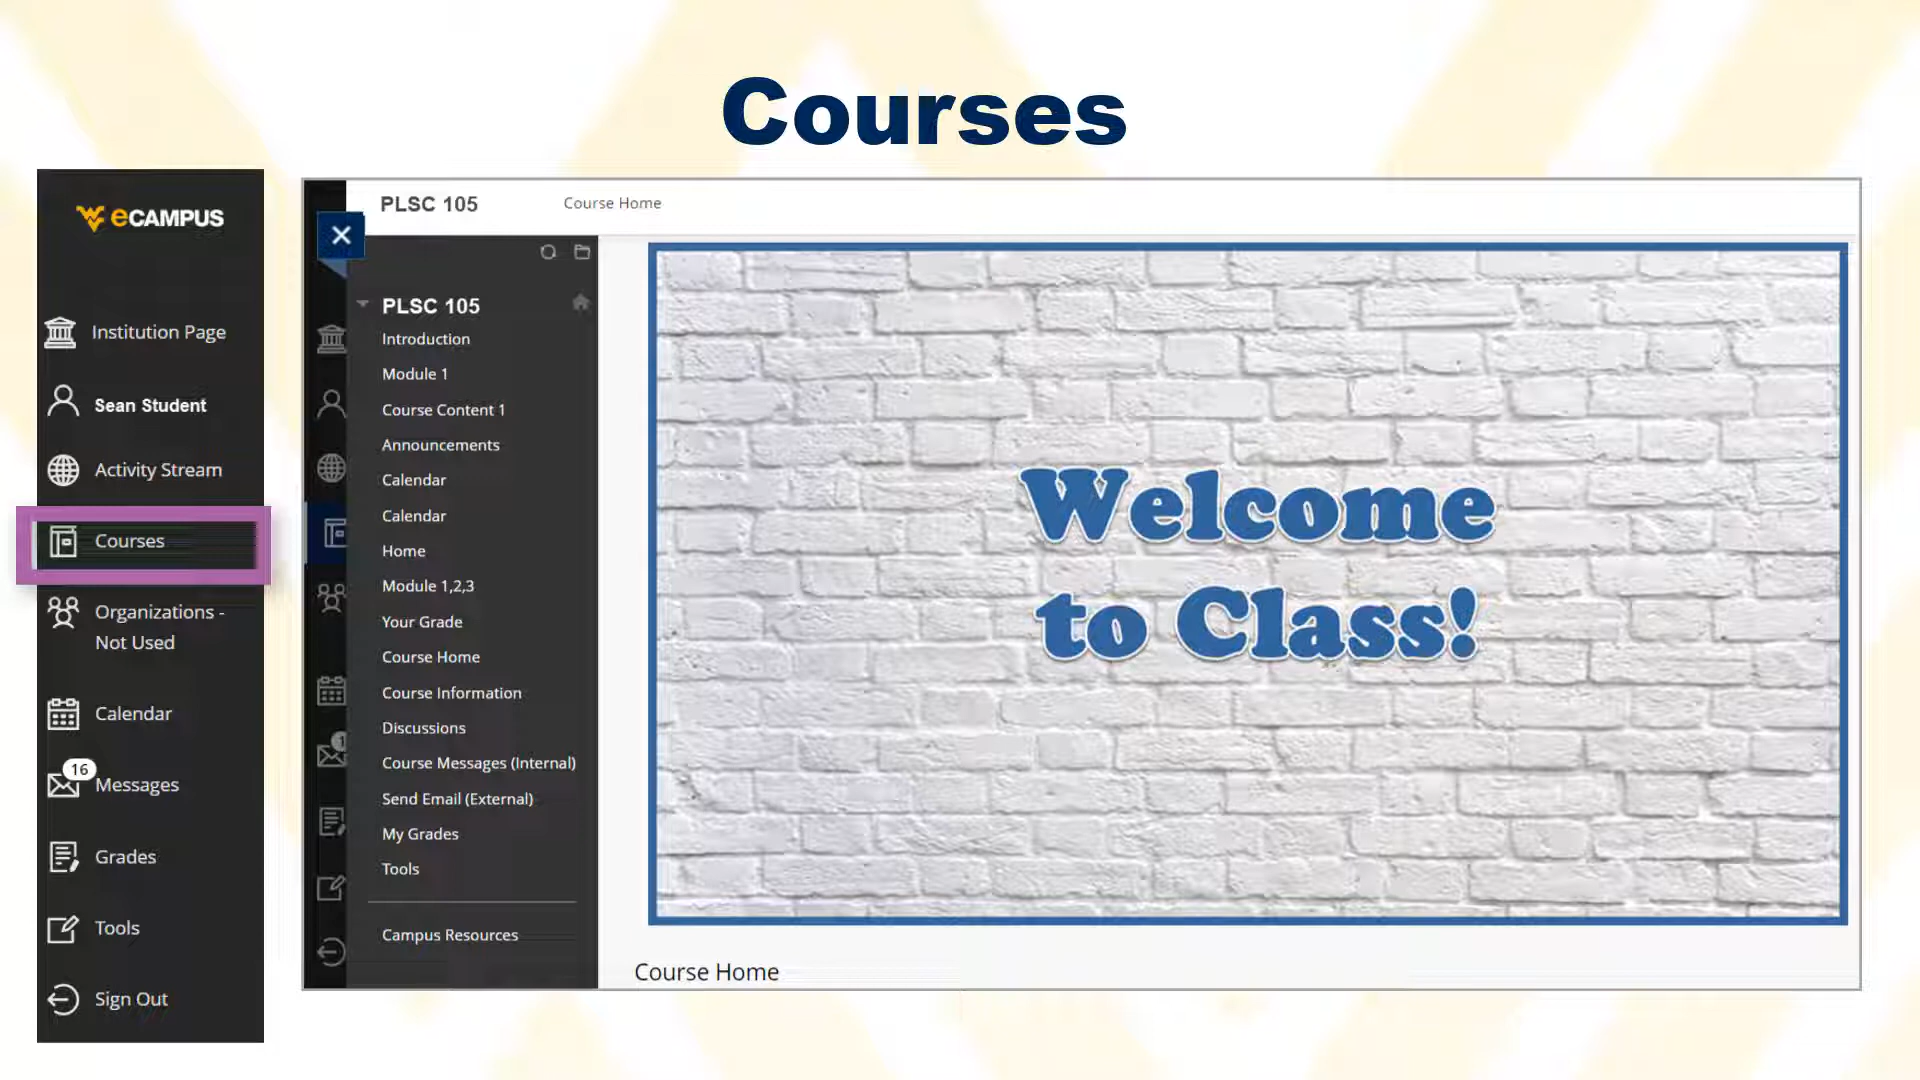 Courses
eCAMPUS
Institution Page
Sean Student
Activity Stream
Courses
Organizations -
Not Used
Calendar
16
Messages
Grades
Tools
Sign Out
PLSC 105
Course Home
PLSC 105
Introduction
Module 1
Course Content 1
Announcements
Calendar
Calendar
Home
Module 1,2,3
Your Grade
Course Home
Course Information
Discussions
Course Messages (Internal)
Send Email (External)
My Grades
Tools
Campus Resources
1
Welcome
to Class!
Course Home